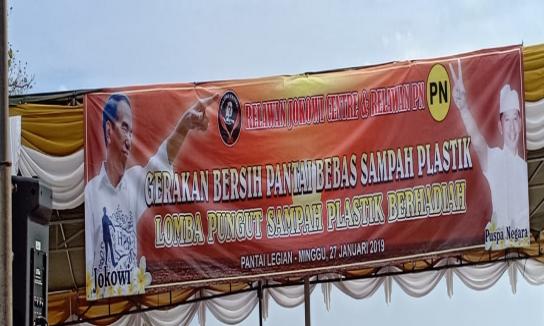 RELAWAN JOKOWI CENTRE & RELAWAN PN
PN
GERAKAN BERSIH PANTAI BEBAS SAMPAH PLASTIK
LOMBA PUNGUT SAMPAH PLASTIK BERHADIAH
PANTAI LEGIAN - MINGGU, 27 JANUARI 2019
Jokowi
Puspa Negara